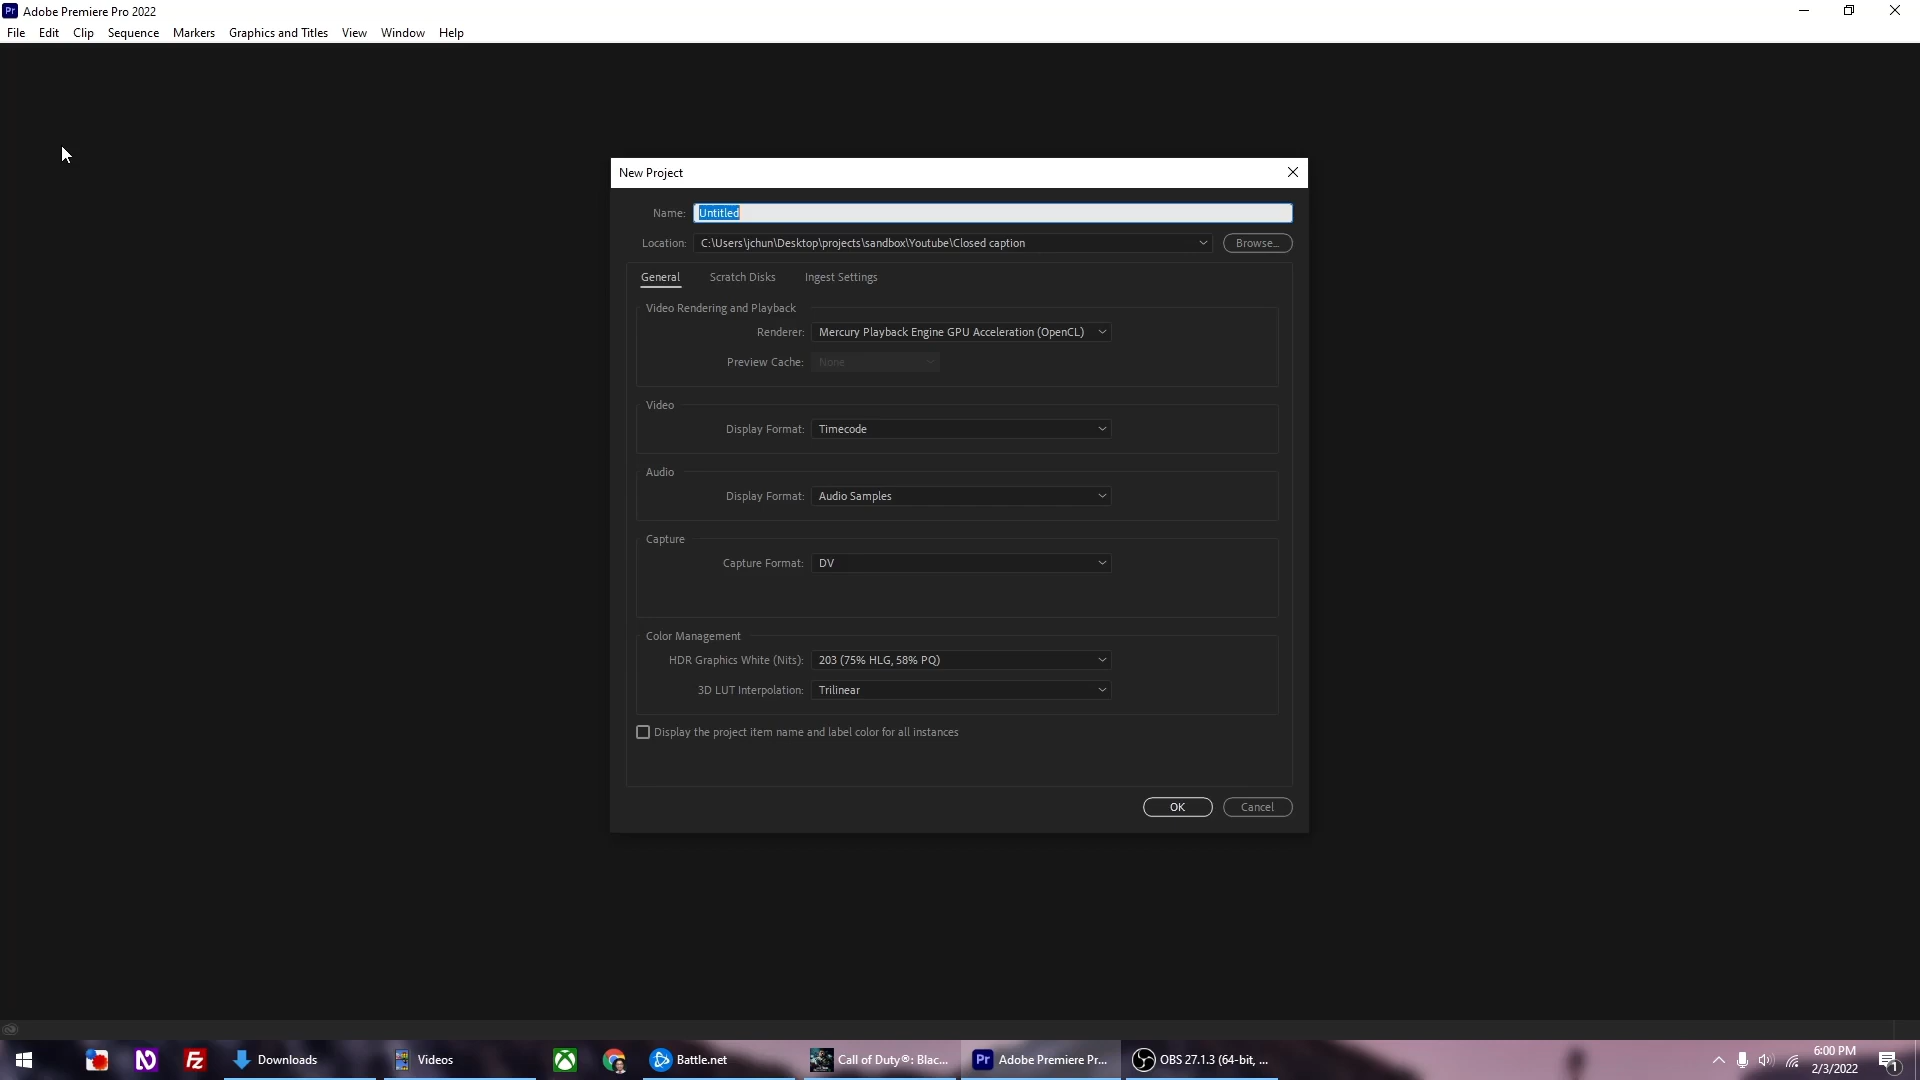 Pr Adobe Premiere Pro 2022
File Edit Clip Sequence Markers Graphics and Titles View Window Help
New Project
Name: Untitled
Location: C:\Users\jchun\Desktop\projects\sandbox\Youtube\Closed caption Browse...
General Scratch Disks Ingest Settings
Video Rendering and Playback
Renderer: Mercury Playback Engine GPU Acceleration (OpenCL)
Preview Cache: None
Video
Display Format: Timecode
Audio
Display Format: Audio Samples
Capture
Capture Format: DV
Color Management
HDR Graphics White (Nits): 203 (75% HLG, 58% PQ)
3D LUT Interpolation: Trilinear
Display the project item name and label color for all instances
OK Cancel
Fz Downloads Videos Battle.net Call of Duty®: Blac... Pr Adobe Premiere Pr... OBS 27.1.3 (64-bit, ... 1
6:00 PM
2/3/2022